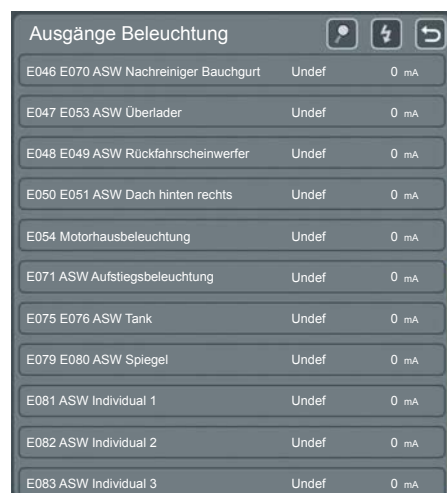 Ausgänge Beleuchtung
E046 E070 ASW Nachreiniger Bauchgurt Undef 0 mA
E047 E053 ASW Überlader Undef 0 mA
E048 E049 ASW Rückfahrscheinwerfer Undef 0 mA
E050 E051 ASW Dach hinten rechts Undef 0 mA
E054 Motorhausbeleuchtung Undef 0 mA
E071 ASW Aufstiegsbeleuchtung Undef 0 mA
E075 E076 ASW Tank Undef 0 mA
E079 E080 ASW Spiegel Undef 0 mA
E081 ASW Individual 1 Undef 0 mA
E082 ASW Individual 2 Undef 0 mA
E083 ASW Individual 3 Undef 0 mA